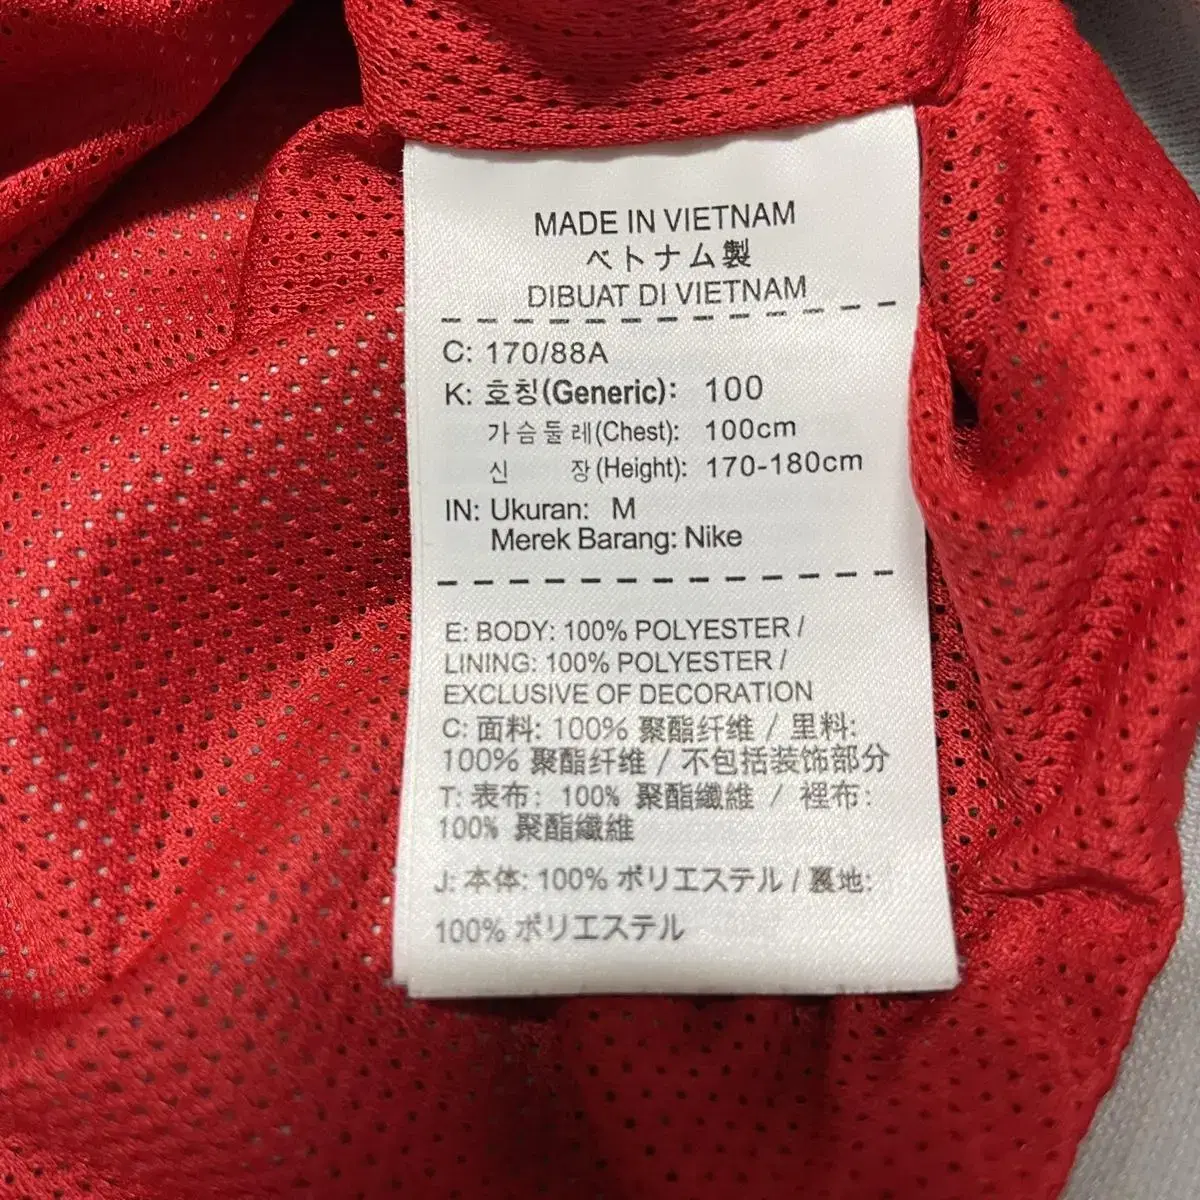 MADE IN VIETNAM
ベトナム製
DIBUAT DI VIETNAM
C: 170/88A
K: 호칭(Generic): 100
가슴둘레(Chest): 100cm
신 장(Height): 170-180cm
IN: Ukuran: M
Merek Barang: Nike
E: BODY: 100% POLYESTER /
LINING: 100% POLYESTER /
EXCLUSIVE OF DECORATION
C: 面料: 100% 聚酯纤维 / 里料:
100% 聚酯纤维 / 不包括装饰部分
T: 表布: 100% 聚酯纖維 / 裡布:
100% 聚酯纖維
J: 本体: 100% ポリエステル / 裏地:
100% ポリエステル